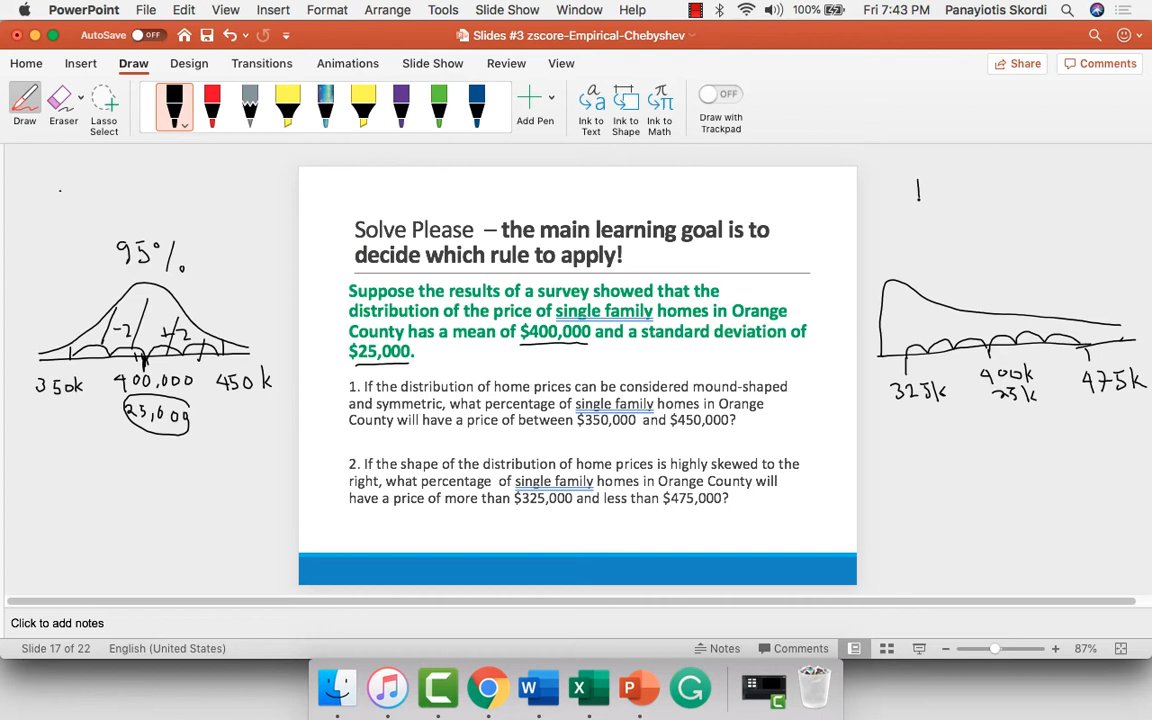 PowerPoint File Edit View Insert Format Arrange Tools Slide Show Window Help 100% Fri 7:43 PM Panayiotis Skordi
AutoSave OFF Slides #3 zscore-Empirical-Chebyshev
Home Insert Draw Design Transitions Animations Slide Show Review View Share Comments
Draw Eraser Lasso Select Add Pen Ink to Text Ink to Shape Ink to Math OFF Draw with Trackpad
Solve Please – the main learning goal is to
decide which rule to apply!
Suppose the results of a survey showed that the
distribution of the price of single family homes in Orange
County has a mean of $400,000 and a standard deviation of
$25,000.
1. If the distribution of home prices can be considered mound-shaped
and symmetric, what percentage of single family homes in Orange
County will have a price of between $350,000 and $450,000?
2. If the shape of the distribution of home prices is highly skewed to the
right, what percentage of single family homes in Orange County will
have a price of more than $325,000 and less than $475,000?
95%
-2 +2
350k 400,000 450k
25,000
325k 400k 475k
25k
Click to add notes
Slide 17 of 22 English (United States) Notes Comments 87%